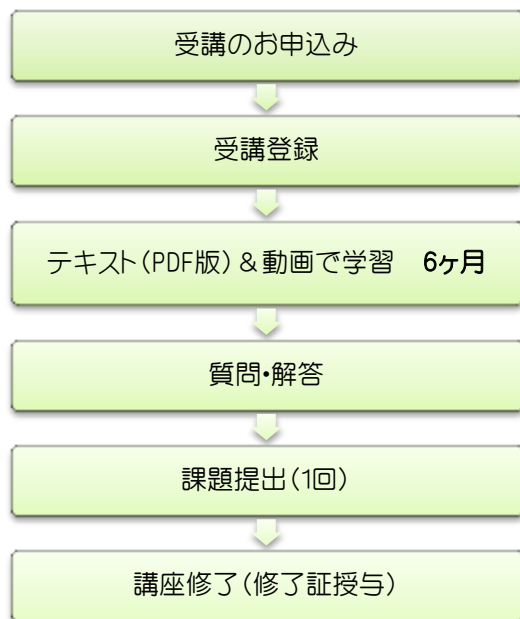 受講のお申込み
受講登録
テキスト(PDF版)&動画で学習　6ヶ月
質問・解答
課題提出(1回)
講座修了(修了証授与)